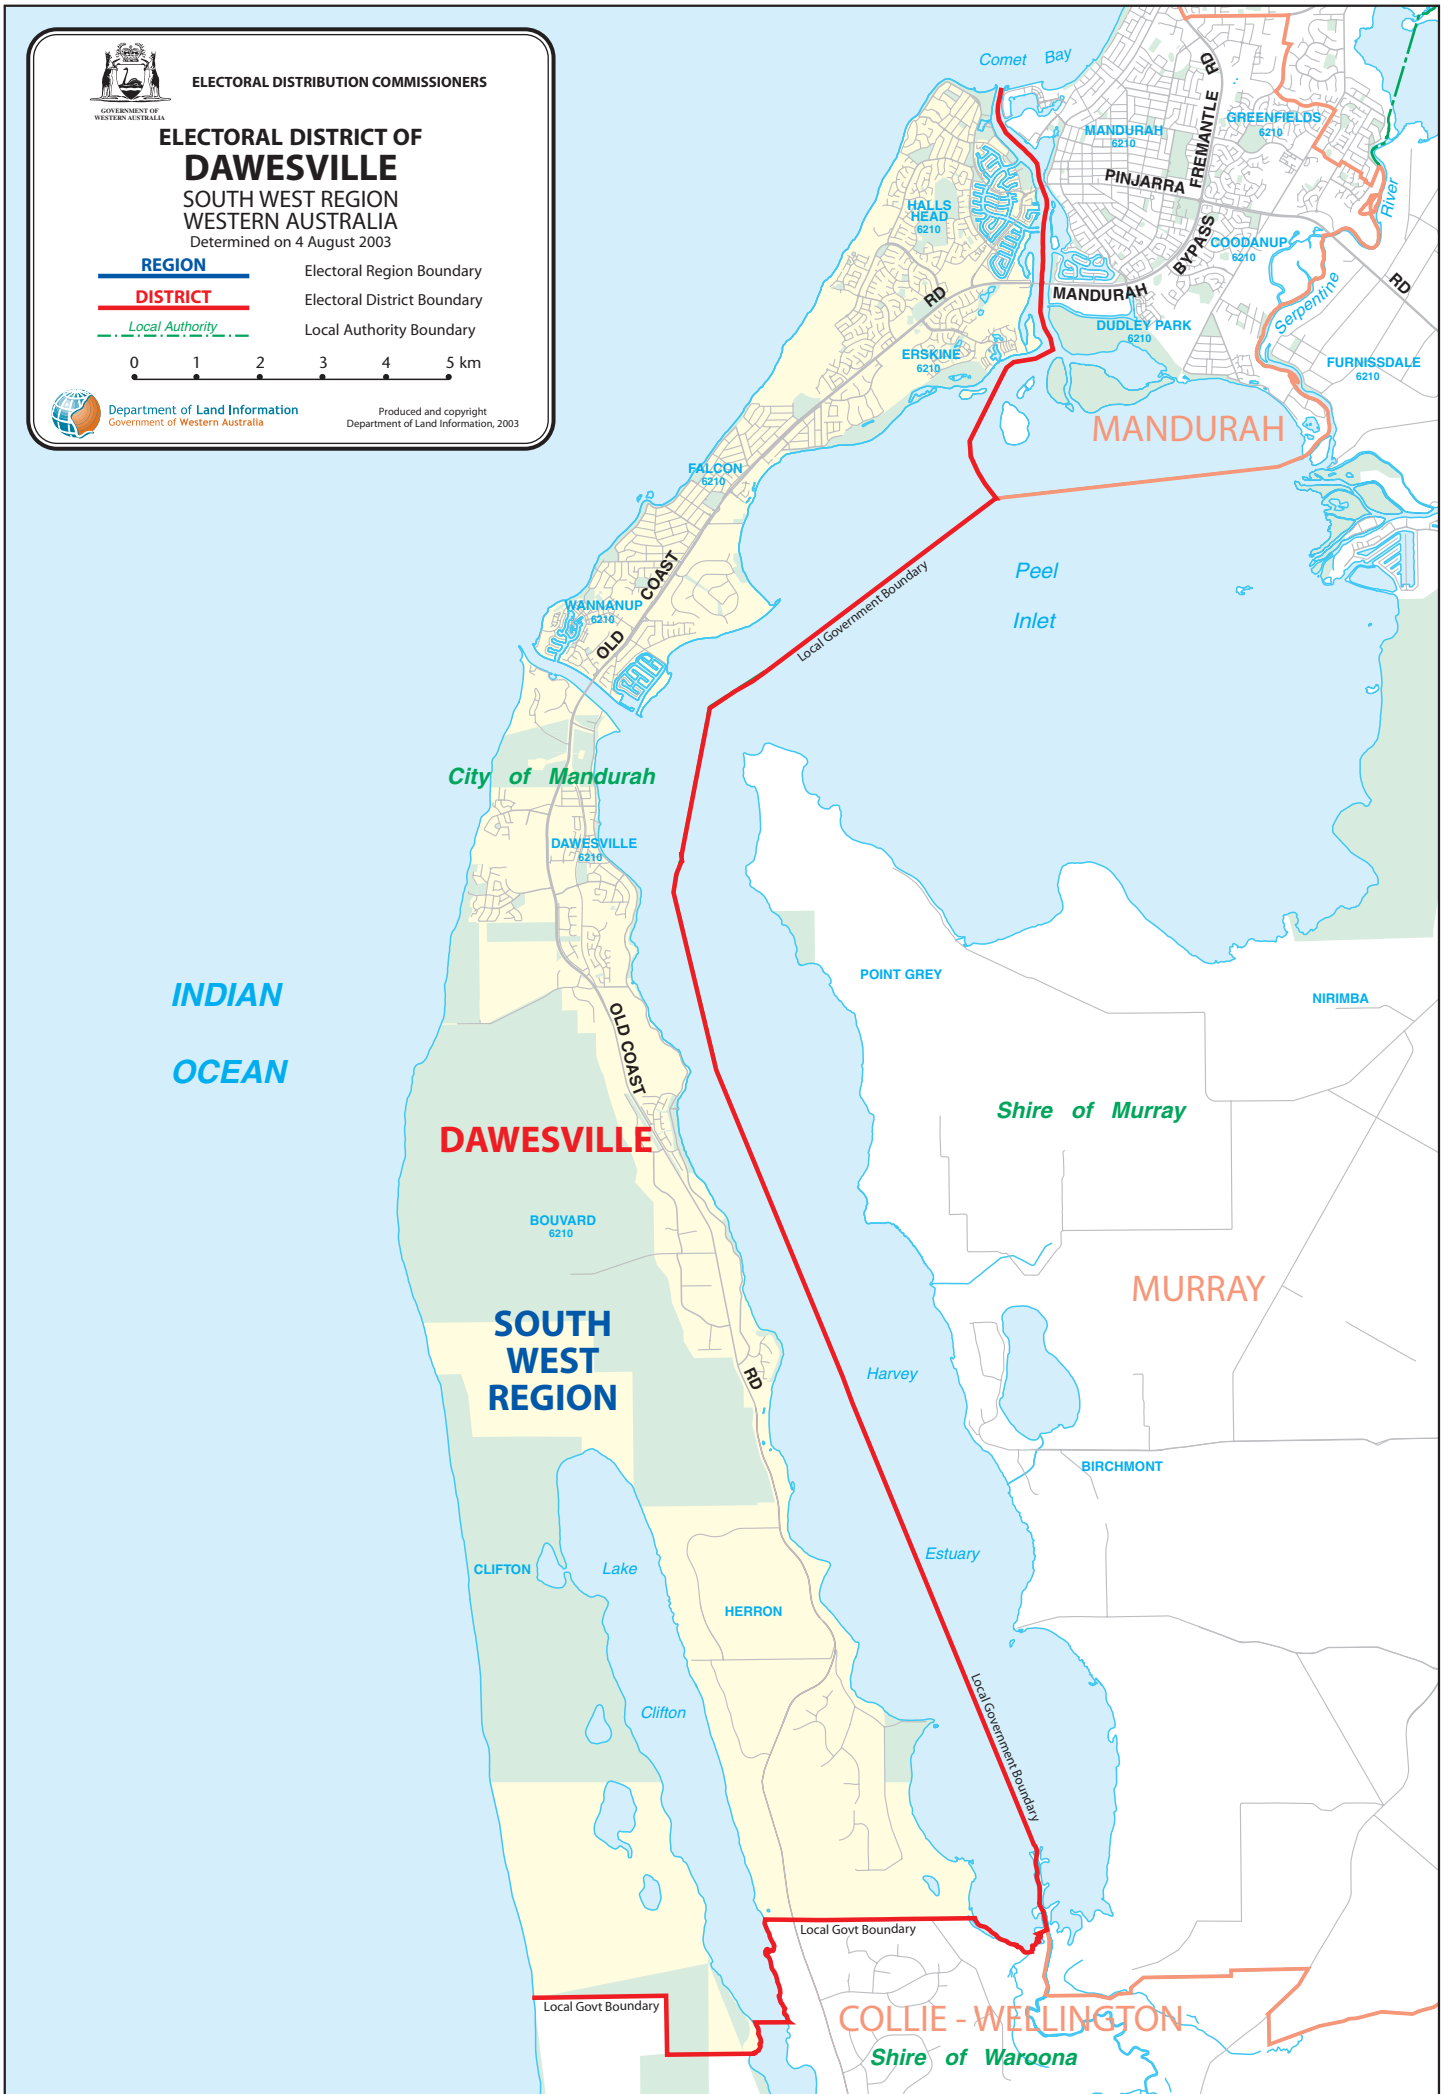 GOVERNMENT OF
WESTERN AUSTRALIA
ELECTORAL DISTRIBUTION COMMISSIONERS
ELECTORAL DISTRICT OF
DAWESVILLE
SOUTH WEST REGION
WESTERN AUSTRALIA
Determined on 4 August 2003
REGION
Electoral Region Boundary
DISTRICT
Electoral District Boundary
Local Authority
Local Authority Boundary
0 1 2 3 4 5 km
Department of Land Information
Government of Western Australia
Produced and copyright
Department of Land Information, 2003
Comet Bay
MANDURAH
6210
FREMANTLE RD
GREENFIELDS
6210
PINJARRA
RD
HALLS
HEAD
6210
BYPASS
COODANUP
6210
River
Serpentine
RD
MANDURAH
DUDLEY PARK
6210
ERSKINE
6210
FURNISSDALE
6210
MANDURAH
FALCON
6210
Local Government Boundary
Peel
Inlet
WANNANUP
6210
OLD COAST
City of Mandurah
DAWESVILLE
6210
POINT GREY
NIRIMBA
INDIAN
OCEAN
OLD COAST
Shire of Murray
DAWESVILLE
BOUVARD
6210
MURRAY
SOUTH
WEST
REGION
RD
Harvey
BIRCHMONT
Estuary
CLIFTON
Lake
HERRON
Clifton
Local Government Boundary
Local Govt Boundary
Local Govt Boundary
COLLIE - WELLINGTON
Shire of Waroona